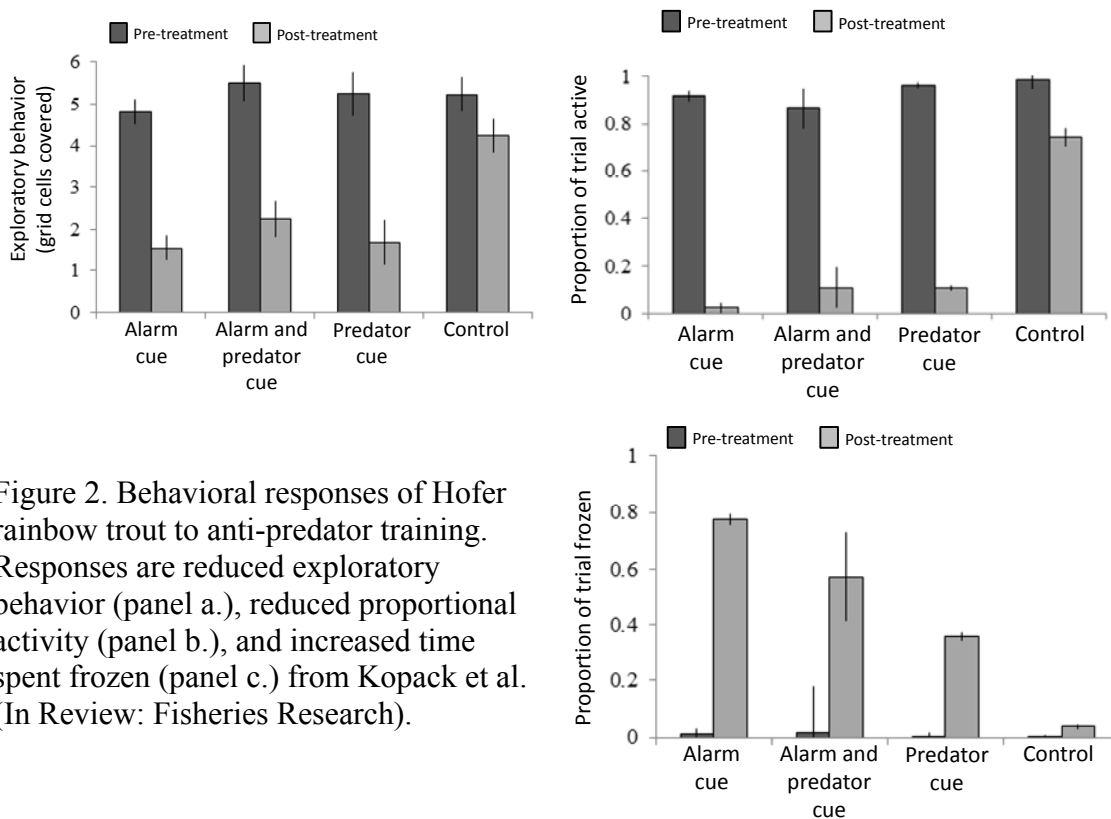 Pre-treatment Post-treatment
Exploratory behavior
(grid cells covered)
6
5
4
3
2
1
0
Alarm
cue
Alarm and
predator
cue
Predator
cue
Control
Pre-treatment Post-treatment
Proportion of trial active
1
0.8
0.6
0.4
0.2
0
Alarm
cue
Alarm and
predator
cue
Predator
cue
Control
Figure 2. Behavioral responses of Hofer
rainbow trout to anti-predator training.
Responses are reduced exploratory
behavior (panel a.), reduced proportional
activity (panel b.), and increased time
spent frozen (panel c.) from Kopack et al.
(In Review: Fisheries Research).
Pre-treatment Post-treatment
Proportion of trial frozen
1
0.8
0.6
0.4
0.2
0
Alarm
cue
Alarm and
predator
cue
Predator
cue
Control